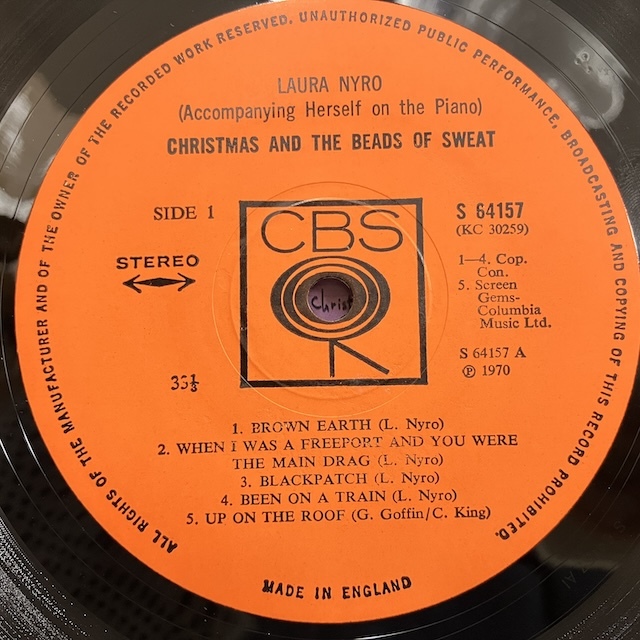 ALL RIGHTS OF THE MANUFACTURER AND OF THE OWNER OF THE RECORDED WORK RESERVED. UNAUTHORIZED PUBLIC PERFORMANCE, BROADCASTING AND COPYING OF THIS RECORD PROHIBITED.
LAURA NYRO
(Accompanying Herself on the Piano)
CHRISTMAS AND THE BEADS OF SWEAT
SIDE 1
CBS
S 64157
(KC 30259)
STEREO
1—4. Cop.
Con.
5. Screen
Gems-
Columbia
Music Ltd.
Christ
S 64157 A
℗ 1970
33⅓
1. BROWN EARTH (L. Nyro)
2. WHEN I WAS A FREEPORT AND YOU WERE
THE MAIN DRAG (L. Nyro)
3. BLACKPATCH (L. Nyro)
4. BEEN ON A TRAIN (L. Nyro)
5. UP ON THE ROOF (G. Goffin/C. King)
MADE IN ENGLAND